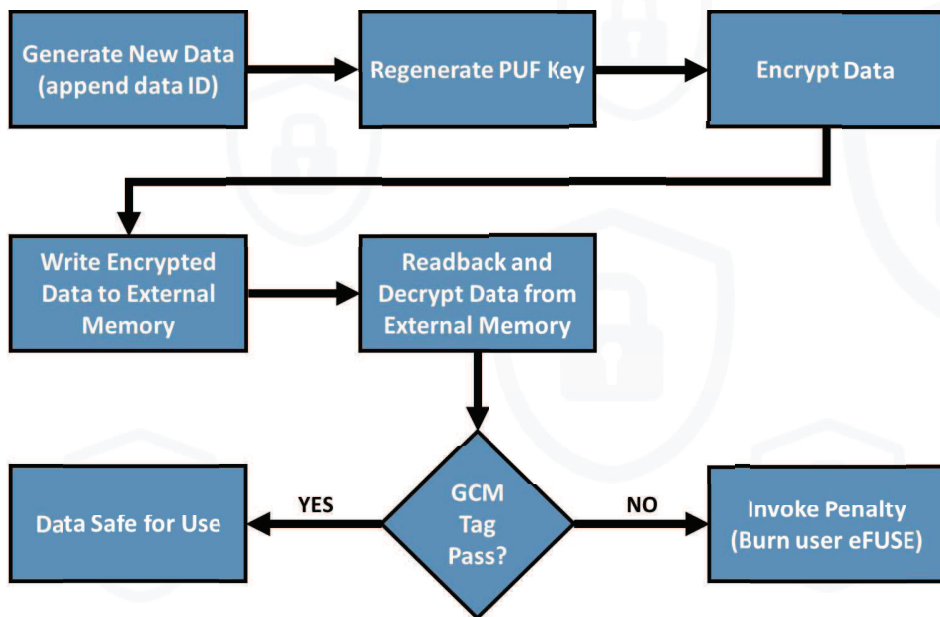 Generate New Data
(append data ID)
Regenerate PUF Key
Encrypt Data
Write Encrypted
Data to External
Memory
Readback and
Decrypt Data from
External Memory
GCM
Tag
Pass?
YES
NO
Data Safe for Use
Invoke Penalty
(Burn user eFUSE)